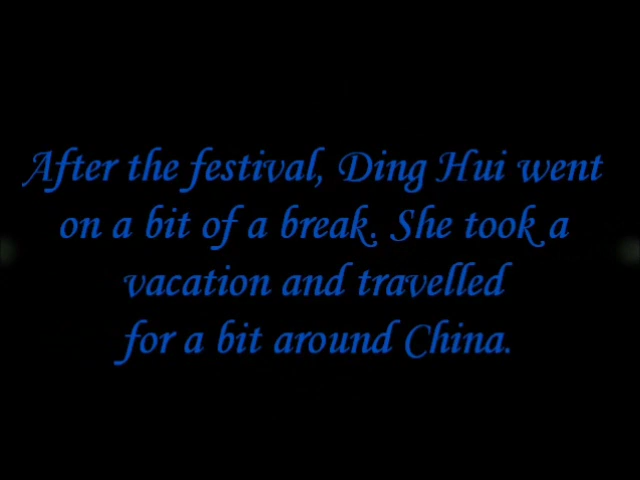 After the festival, Ding Hui went
on a bit of a break. She took a
vacation and travelled
for a bit around China.